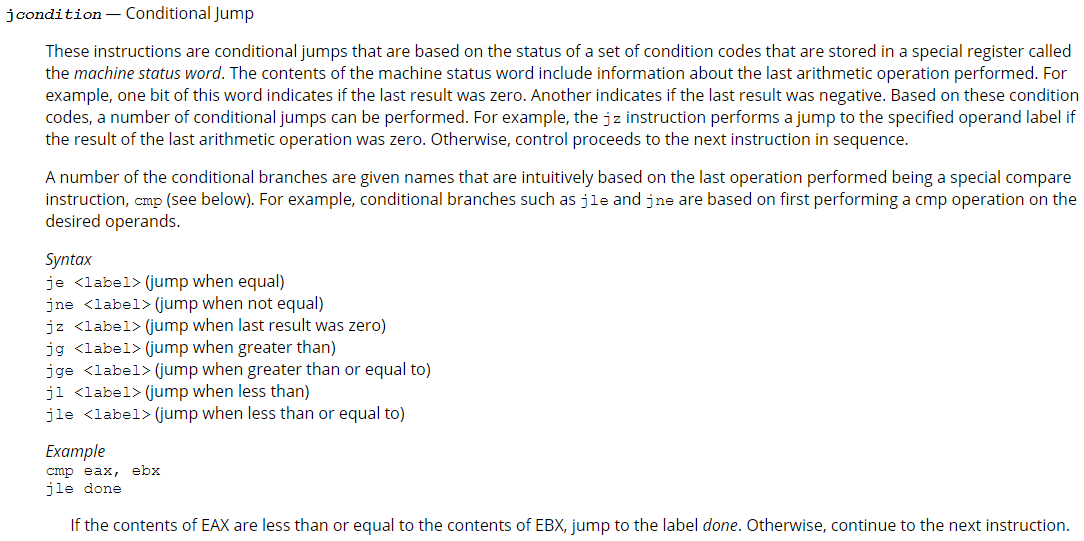 jcondition — Conditional Jump
These instructions are conditional jumps that are based on the status of a set of condition codes that are stored in a special register called
the machine status word. The contents of the machine status word include information about the last arithmetic operation performed. For
example, one bit of this word indicates if the last result was zero. Another indicates if the last result was negative. Based on these condition
codes, a number of conditional jumps can be performed. For example, the jz instruction performs a jump to the specified operand label if
the result of the last arithmetic operation was zero. Otherwise, control proceeds to the next instruction in sequence.
A number of the conditional branches are given names that are intuitively based on the last operation performed being a special compare
instruction, cmp (see below). For example, conditional branches such as jle and jne are based on first performing a cmp operation on the
desired operands.
Syntax
je <label> (jump when equal)
jne <label> (jump when not equal)
jz <label> (jump when last result was zero)
jg <label> (jump when greater than)
jge <label> (jump when greater than or equal to)
jl <label> (jump when less than)
jle <label> (jump when less than or equal to)
Example
cmp eax, ebx
jle done
If the contents of EAX are less than or equal to the contents of EBX, jump to the label done. Otherwise, continue to the next instruction.